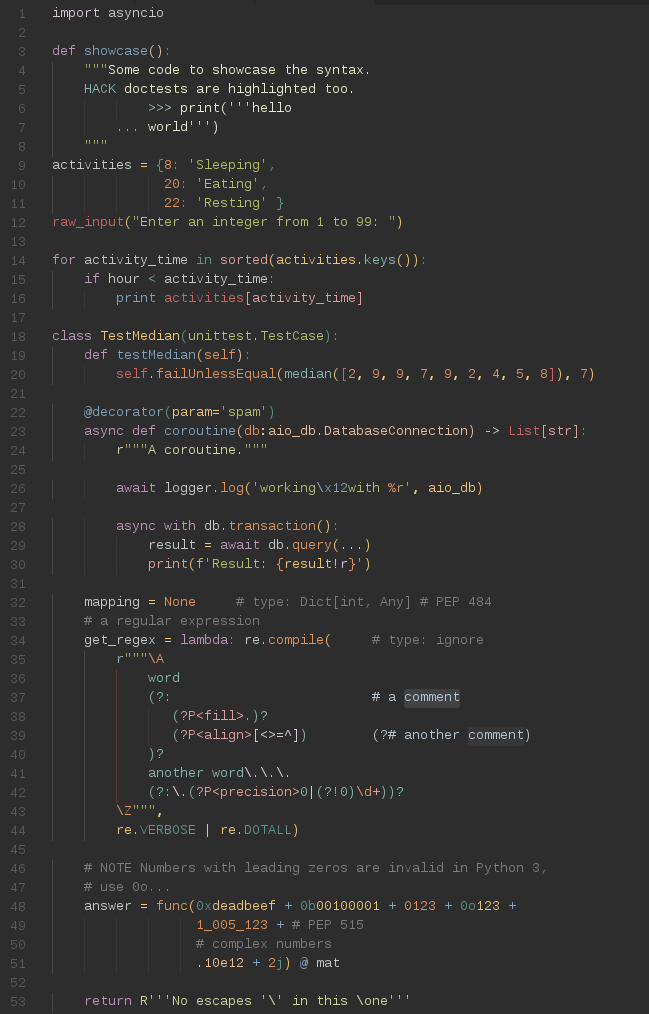 1 import asyncio
2
3 def showcase():
4     """Some code to showcase the syntax.
5     HACK doctests are highlighted too.
6             >>> print('''hello
7         ... world''')
8     """
9 activities = {8: 'Sleeping',
10               20: 'Eating',
11               22: 'Resting' }
12 raw_input("Enter an integer from 1 to 99: ")
13
14 for activity_time in sorted(activities.keys()):
15     if hour < activity_time:
16         print activities[activity_time]
17
18 class TestMedian(unittest.TestCase):
19     def testMedian(self):
20         self.failUnlessEqual(median([2, 9, 9, 7, 9, 2, 4, 5, 8]), 7)
21
22     @decorator(param='spam')
23     async def coroutine(db:aio_db.DatabaseConnection) -> List[str]:
24         r"""A coroutine."""
25
26         await logger.log('working\x12with %r', aio_db)
27
28         async with db.transaction():
29             result = await db.query(...)
30             print(f'Result: {result!r}')
31
32     mapping = None     # type: Dict[int, Any] # PEP 484
33     # a regular expression
34     get_regex = lambda: re.compile(     # type: ignore
35         r"""\A
36             word
37             (?:                         # a comment
38                (?P<fill>.)?
39                (?P<align>[<>=^])        (?# another comment)
40             )?
41             another word\.\.\.
42             (?:\.(?P<precision>0|(?!0)\d+))?
43         \Z""",
44         re.VERBOSE | re.DOTALL)
45
46     # NOTE Numbers with leading zeros are invalid in Python 3,
47     # use 0o...
48     answer = func(0xdeadbeef + 0b00100001 + 0123 + 0o123 +
49                   1_005_123 + # PEP 515
50                   # complex numbers
51                   .10e12 + 2j) @ mat
52
53     return R'''No escapes '\' in this \one'''